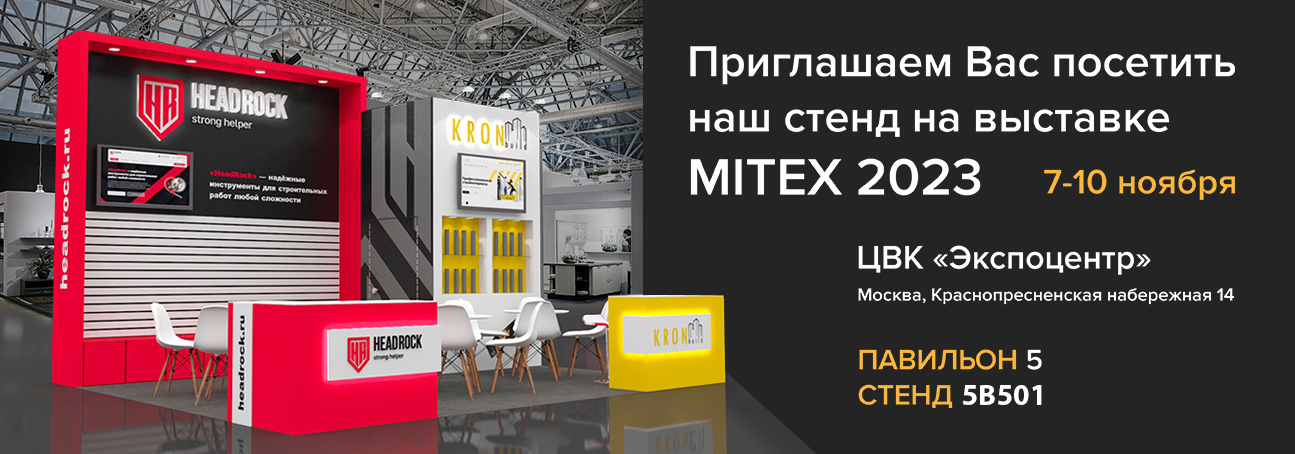 HEADROCK
strong helper
«HeadRock» — надёжные
инструменты для строительных
работ любой сложности
headrock.ru
KRON
build
headrock.ru
HEADROCK
strong helper
KRON
build
Приглашаем Вас посетить
наш стенд на выставке
MITEX 2023
7-10 ноября
ЦВК «Экспоцентр»
Москва, Краснопресненская набережная 14
ПАВИЛЬОН 5
СТЕНД 5B501